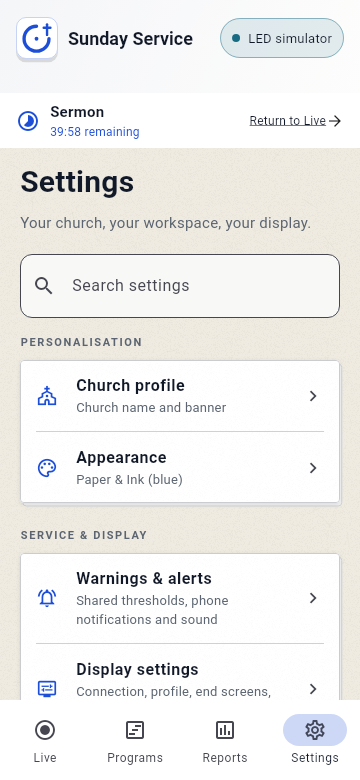 Sunday Service
LED simulator
Sermon
39:58 remaining
Return to Live
Settings
Your church, your workspace, your display.
Search settings
PERSONALISATION
Church profile
Church name and banner
Appearance
Paper & Ink (blue)
SERVICE & DISPLAY
Warnings & alerts
Shared thresholds, phone
notifications and sound
Display settings
Connection, profile, end screens,
Live
Programs
Reports
Settings